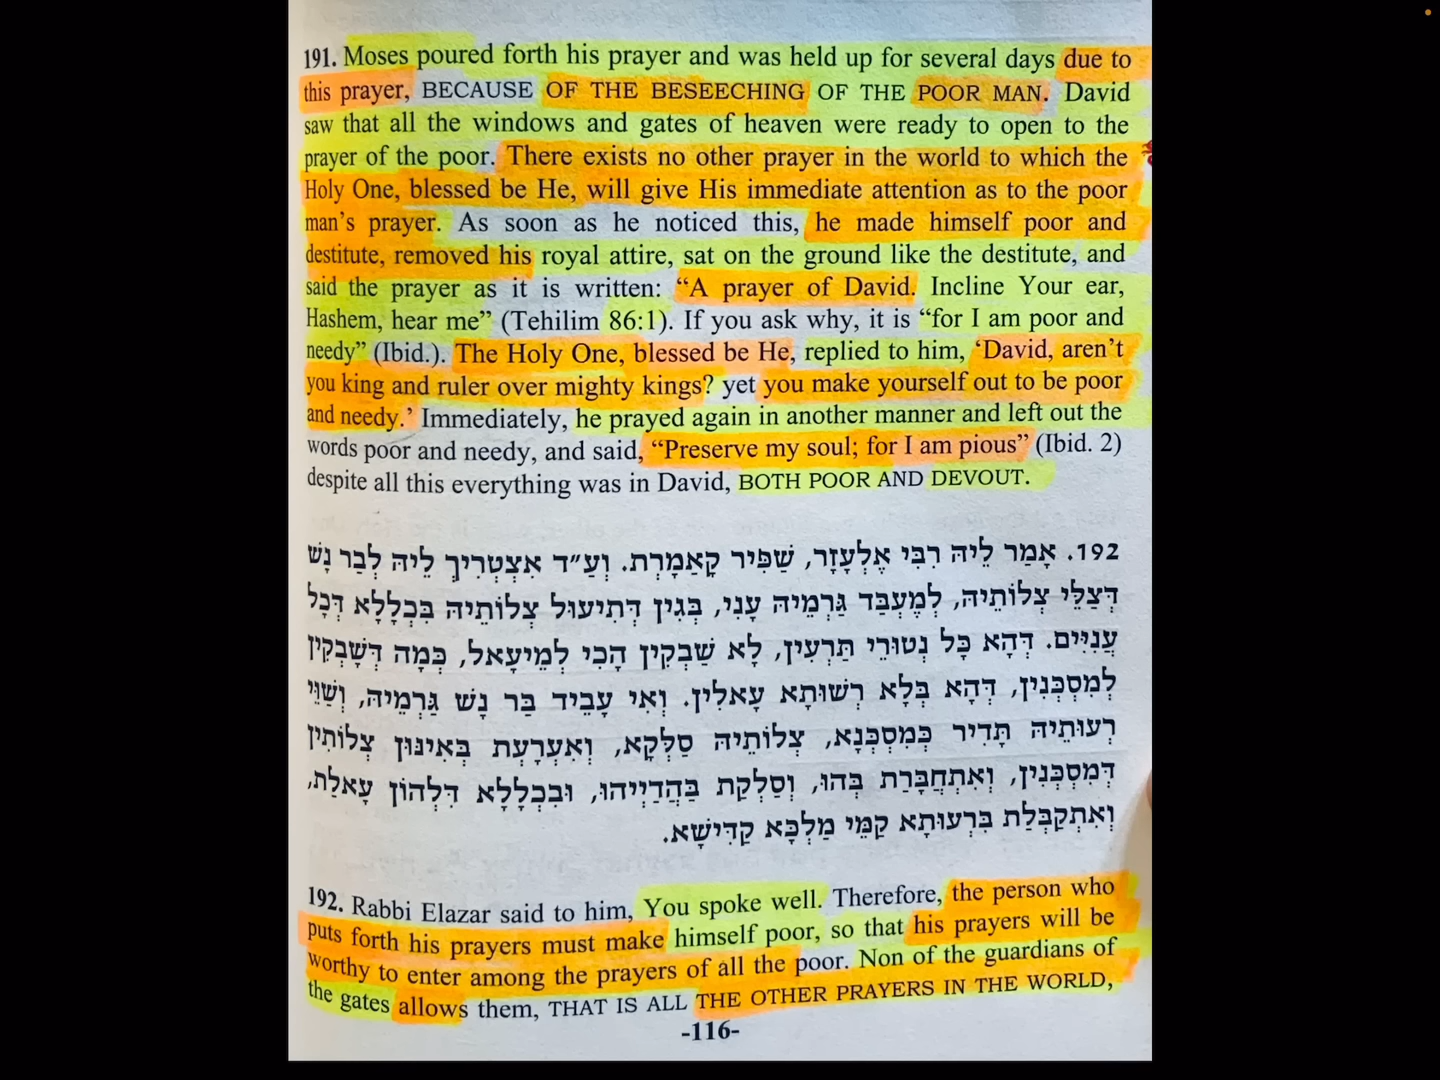 191. Moses poured forth his prayer and was held up for several days due to
this prayer, BECAUSE OF THE BESEECHING OF THE POOR MAN. David
saw that all the windows and gates of heaven were ready to open to the
prayer of the poor. There exists no other prayer in the world to which the
Holy One, blessed be He, will give His immediate attention as to the poor
man's prayer. As soon as he noticed this, he made himself poor and
destitute, removed his royal attire, sat on the ground like the destitute, and
said the prayer as it is written: “A prayer of David. Incline Your ear,
Hashem, hear me” (Tehilim 86:1). If you ask why, it is “for I am poor and
needy” (Ibid.). The Holy One, blessed be He, replied to him, ‘David, aren’t
you king and ruler over mighty kings? yet you make yourself out to be poor
and needy.’ Immediately, he prayed again in another manner and left out the
words poor and needy, and said, “Preserve my soul; for I am pious” (Ibid. 2)
despite all this everything was in David, BOTH POOR AND DEVOUT.
192. אָמַר לֵיהּ רִבִּי אֶלְעָזָר, שַׁפִּיר קָאַמָרְת. וְעַ״ד אִצְטְרִיךְ לֵיהּ לְבַר נָשׁ
דְּצַלֵּי צְלוֹתֵיהּ, לְמֶעְבַּד גַּרְמֵיהּ עָנִי, בְּגִין דְּתִיעוּל צְלוֹתֵיהּ בִּכְלָלָא דְּכָל
עֲנִיִּים. דְּהָא כָּל נְטוּרֵי תַּרְעִין, לָא שַׁבְקִין הָכִי לְמֵיעָאל, כְּמָה דְּשָׁבְקִין
לְמִסְכְּנִין, דְּהָא בְּלָא רְשׁוּתָא עָאלִין. וְאִי עָבֵיד בַּר נָשׁ גַּרְמֵיהּ, וְשַׁוֵּי
רְעוּתֵיהּ תָּדִיר כְּמִסְכְּנָא, צְלוֹתֵיהּ סַלְּקָא, וְאִעְרָעַת בְּאִינּוּן צְלוֹתִין
דְּמִסְכְּנִין, וְאִתְחַבָּרַת בְּהוּ, וְסַלְקַת בַּהֲדַיְיהוּ, וּבִכְלָלָא דִּלְהוֹן עָאלַת,
וְאִתְקַבְּלַת בִּרְעוּתָא קַמֵּי מַלְכָּא קַדִּישָׁא.
192. Rabbi Elazar said to him, You spoke well. Therefore, the person who
puts forth his prayers must make himself poor, so that his prayers will be
worthy to enter among the prayers of all the poor. Non of the guardians of
the gates allows them, THAT IS ALL THE OTHER PRAYERS IN THE WORLD,
-116-